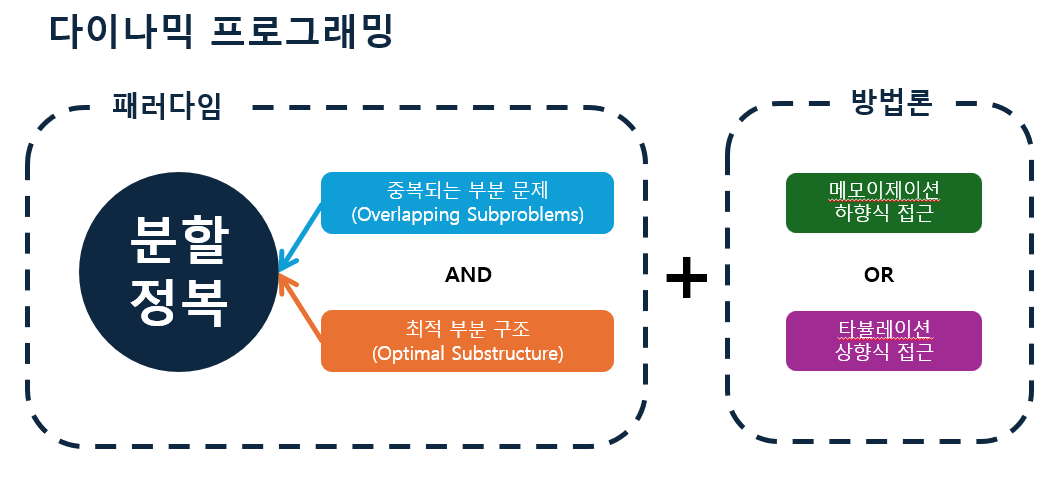 다이나믹 프로그래밍
패러다임
분할
정복
중복되는 부분 문제
(Overlapping Subproblems)
AND
최적 부분 구조
(Optimal Substructure)
+
방법론
메모이제이션
하향식 접근
OR
타뷸레이션
상향식 접근